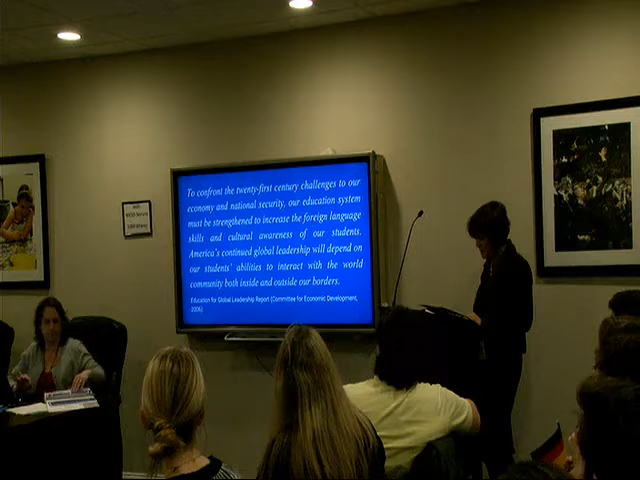 To confront the twenty-first century challenges to our
economy and national security, our education system
must be strengthened to increase the foreign language
skills and cultural awareness of our students.
America's continued global leadership will depend on
our students' abilities to interact with the world
community both inside and outside our borders.
Education for Global Leadership Report (Committee for Economic Development,
2006)